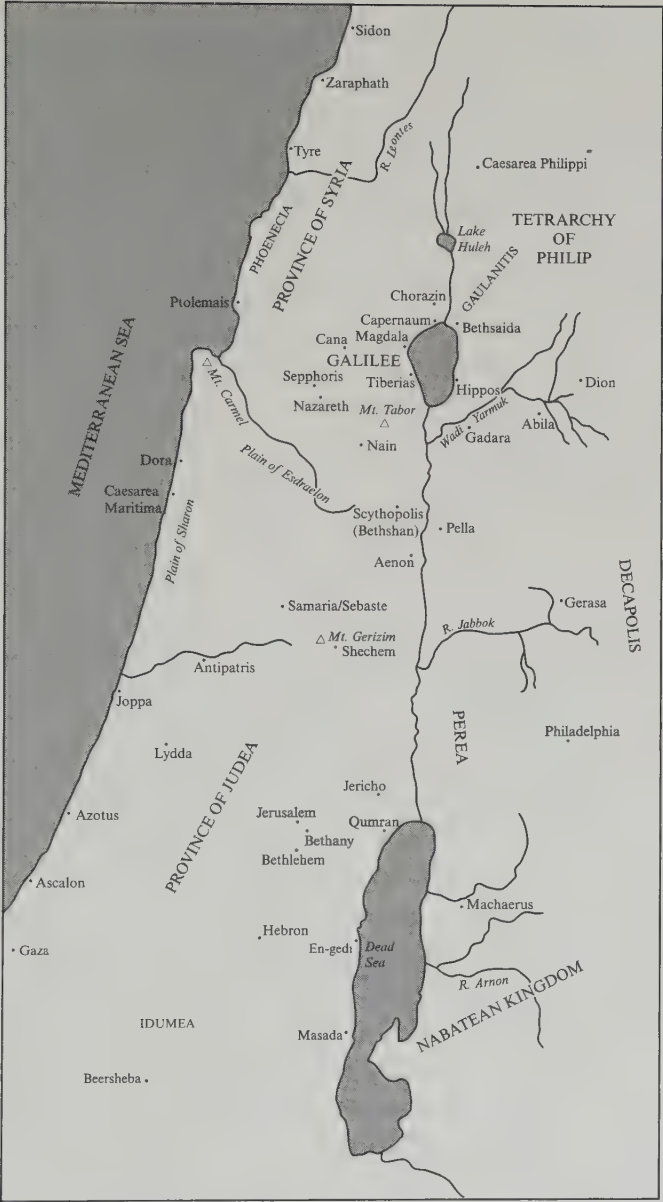 Sidon
Zaraphath
R. Leontes
Tyre
Caesarea Philippi
PROVINCE OF SYRIA
PHOENECIA
TETRARCHY
OF
PHILIP
Lake
Huleh
GAULANITIS
Ptolemais
Chorazin
Capernaum
Bethsaida
Cana
Magdala
GALILEE
MEDITERRANEAN SEA
Mt. Carmel
Sepphoris
Tiberias
Hippos
Dion
Nazareth
Mt. Tabor
Wadi Yarmuk
Abila
Gadara
Nain
Plain of Esdraelon
Dora
Caesarea
Maritima
Plain of Sharon
Scythopolis
(Bethshan)
Pella
Aenon
DECAPOLIS
Samaria/Sebaste
Gerasa
R. Jabbok
Mt. Gerizim
Shechem
Antipatris
Joppa
PEREA
Philadelphia
Lydda
PROVINCE OF JUDEA
Jericho
Azotus
Jerusalem
Qumran
Bethany
Bethlehem
Ascalon
Machaerus
Hebron
En-gedi
Dead
Sea
Gaza
R. Arnon
NABATEAN KINGDOM
IDUMEA
Masada
Beersheba